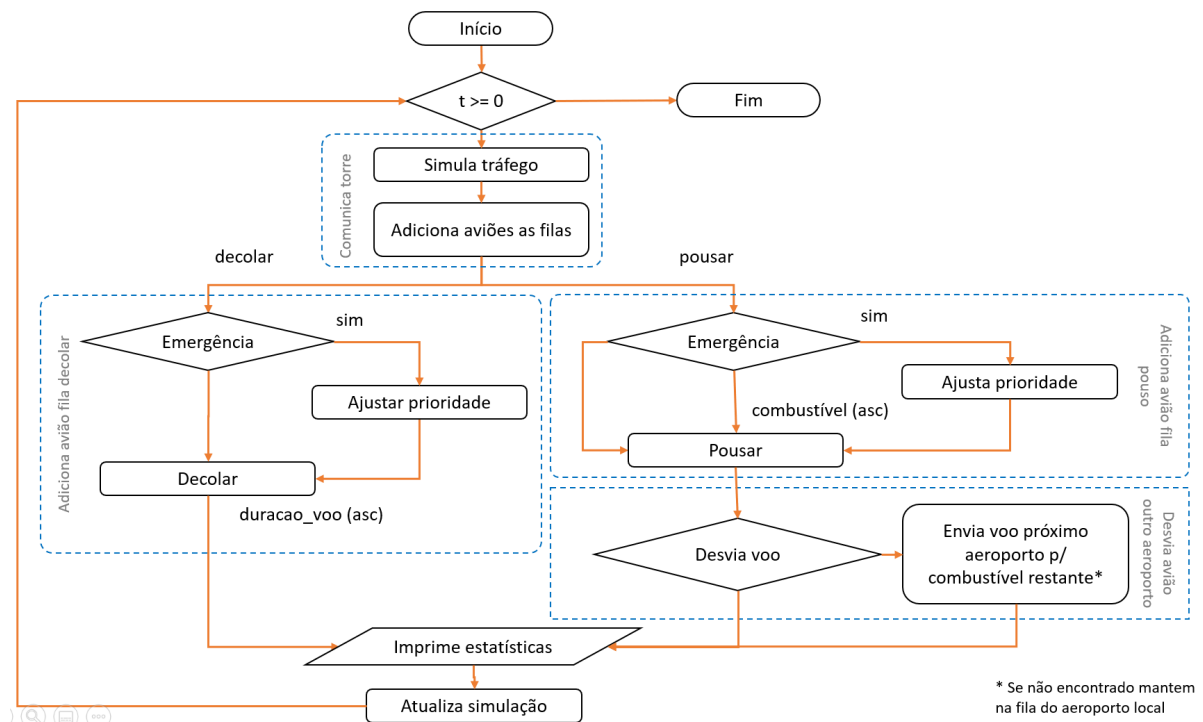 Início
t >= 0
Fim
Comunica torre
Simula tráfego
Adiciona aviões as filas
decolar
pousar
Adiciona avião fila decolar
Emergência
sim
Ajustar prioridade
Decolar
duracao_voo (asc)
Emergência
sim
Ajusta prioridade
combustível (asc)
Pousar
Adiciona avião fila
pouso
Desvia voo
Envia voo próximo
aeroporto p/
combustível restante*
Desvia avião
outro aeroporto
Imprime estatísticas
Atualiza simulação
* Se não encontrado mantem
na fila do aeroporto local